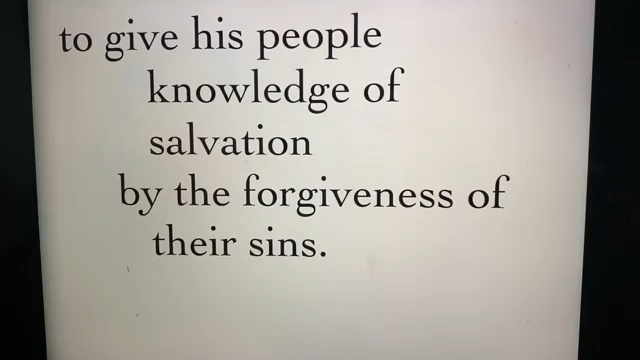 to give his people
knowledge of
salvation
by the forgiveness of
their sins.